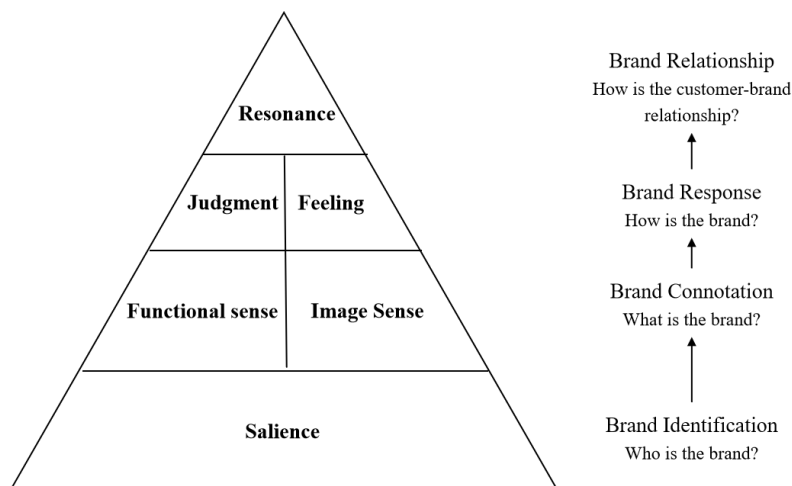 Resonance
Judgment
Feeling
Functional sense
Image Sense
Salience
Brand Relationship
How is the customer-brand
relationship?
Brand Response
How is the brand?
Brand Connotation
What is the brand?
Brand Identification
Who is the brand?